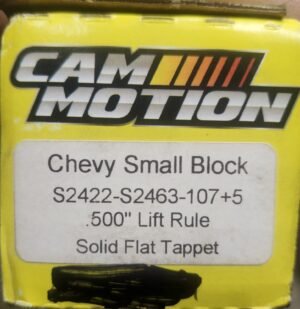 CAM
MOTION
Chevy Small Block
S2422-S2463-107+5
.500" Lift Rule
Solid Flat Tappet